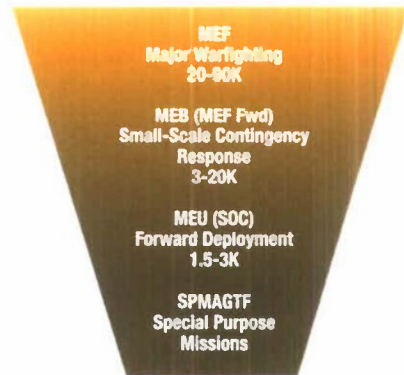 MEF
Major Warfighting
20-90K
MEB (MEF Fwd)
Small-Scale Contingency
Response
3-20K
MEU (SOC)
Forward Deployment
1.5-3K
SPMAGTF
Special Purpose
Missions